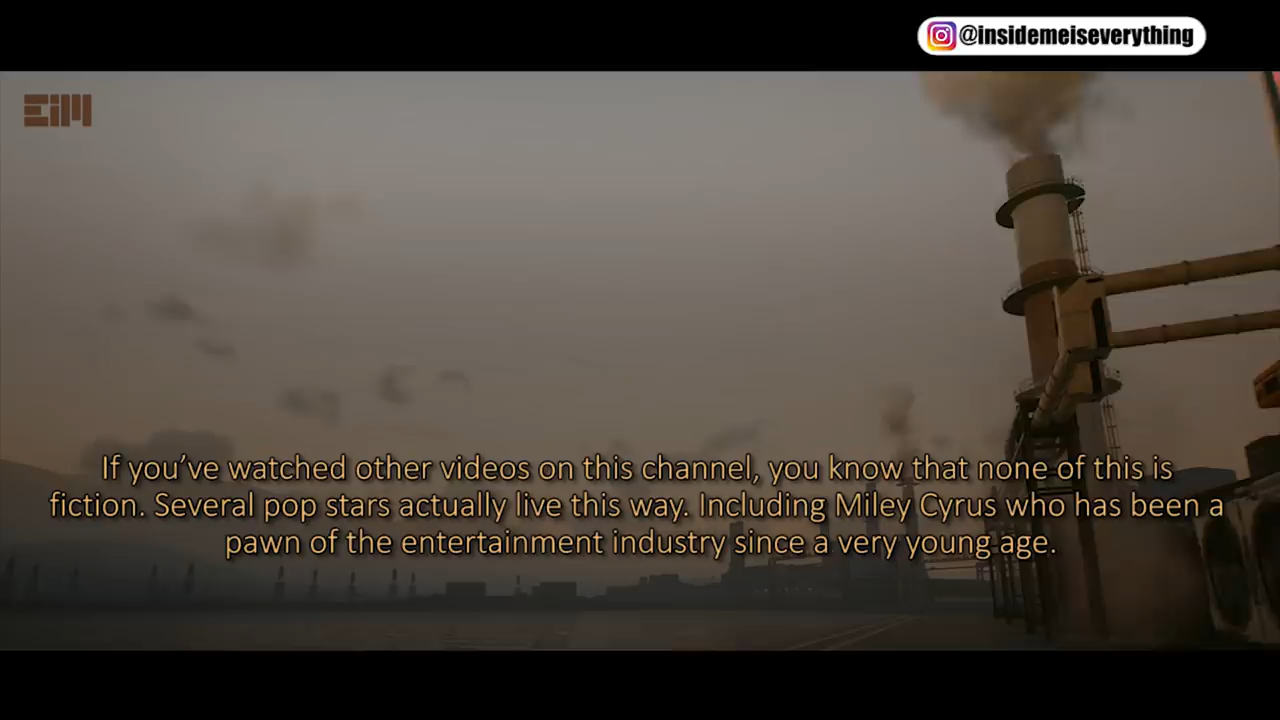 @insidemeiseverything
EiM
If you’ve watched other videos on this channel, you know that none of this is
fiction. Several pop stars actually live this way. Including Miley Cyrus who has been a
pawn of the entertainment industry since a very young age.